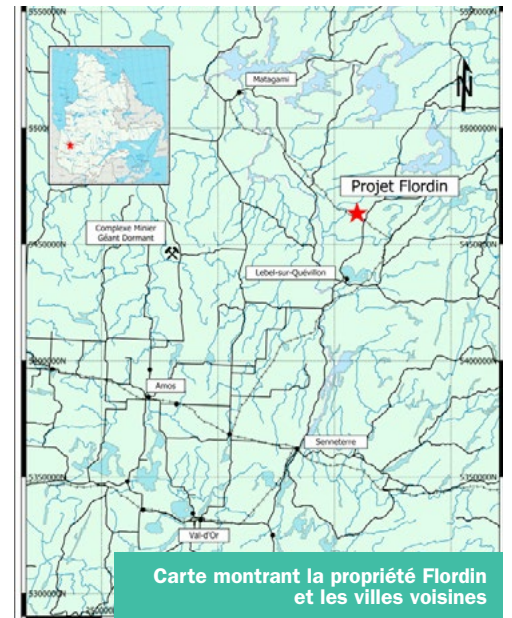 5550000N
Matagami
N
5500000N
Projet Flordin
Complexe Minier
Géant Dormant
5450000N
5450000N
Lebel-sur-Quévillon
5400000N
Amos
Senneterre
5350000N
Val-d'Or
5300000N
Carte montrant la propriété Flordin
et les villes voisines